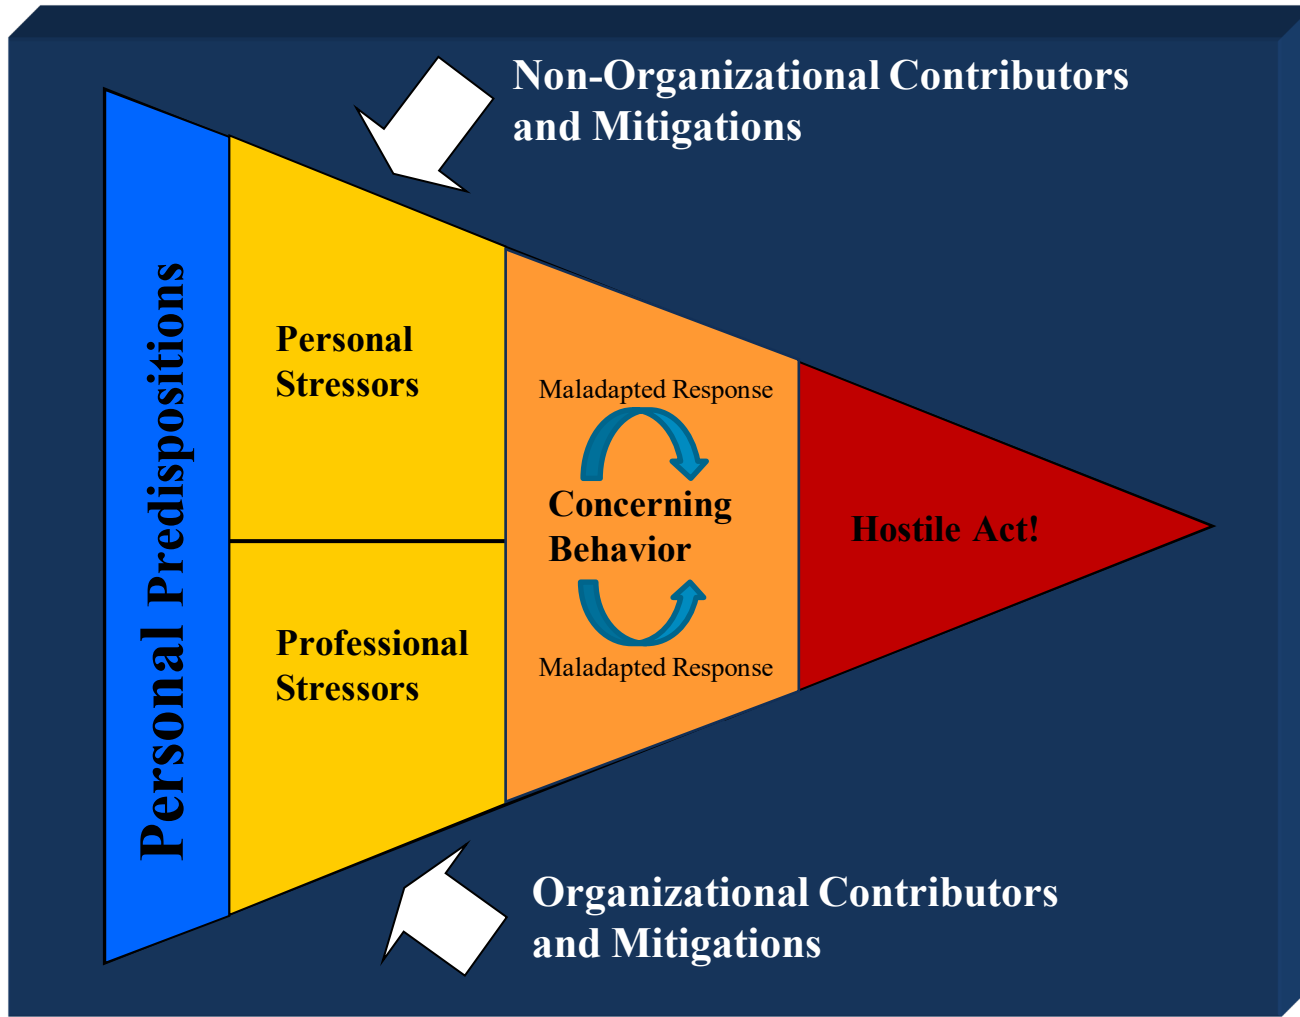 Non-Organizational Contributors
and Mitigations
Personal Predispositions
Personal
Stressors
Professional
Stressors
Maladapted Response
Concerning
Behavior
Maladapted Response
Hostile Act!
Organizational Contributors
and Mitigations